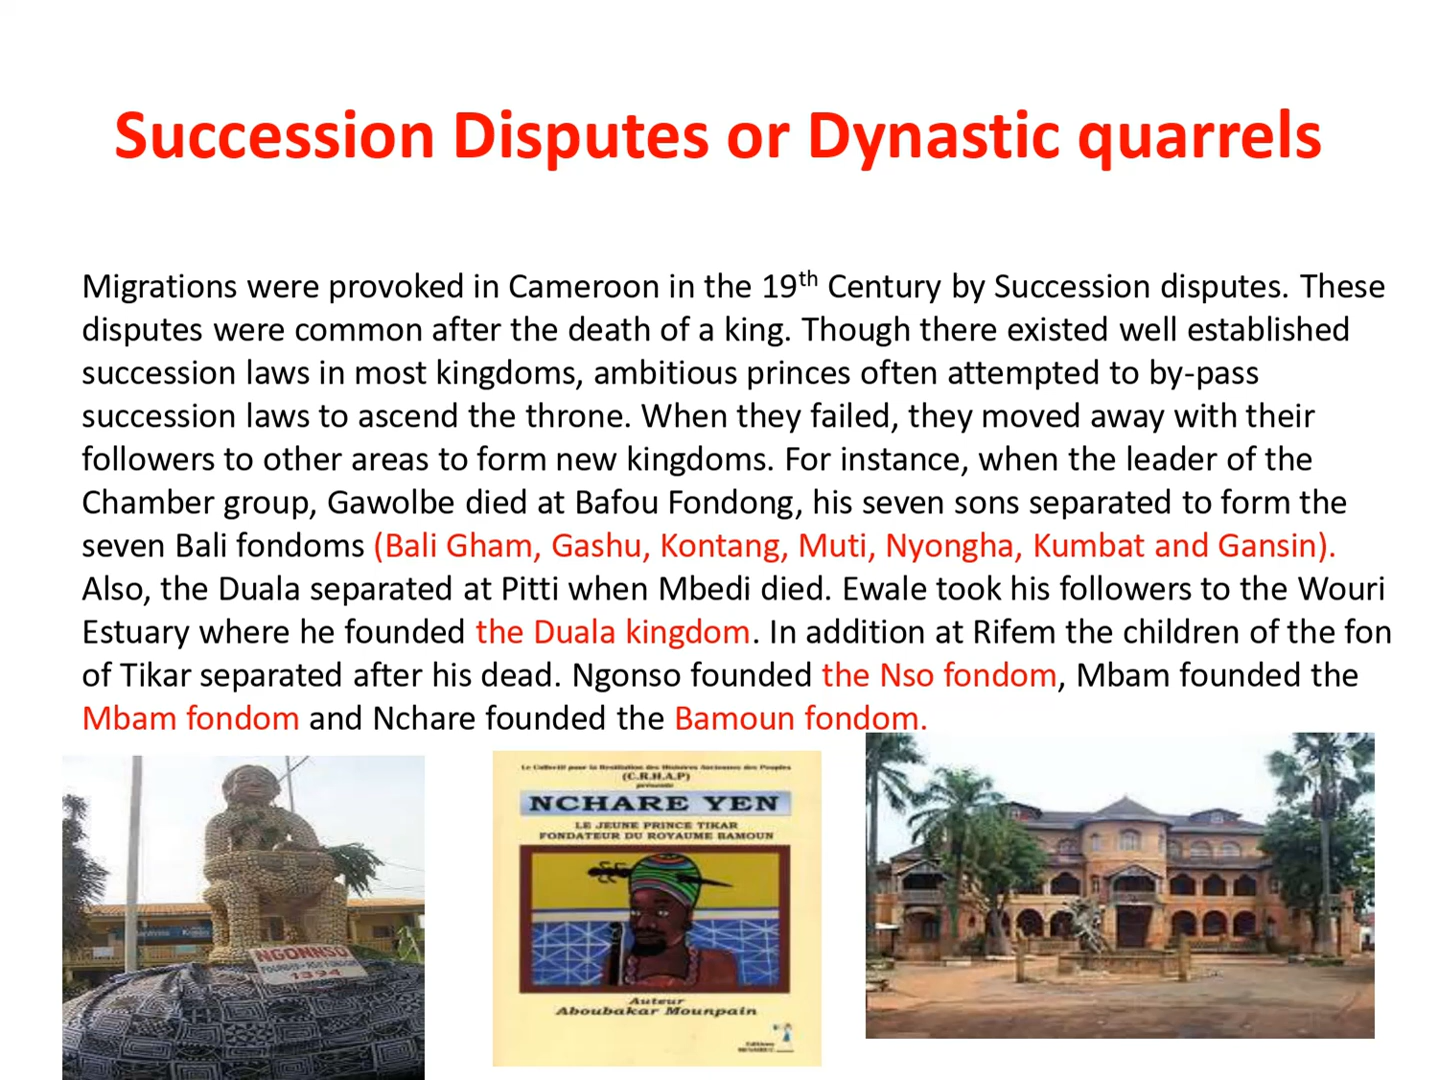 Succession Disputes or Dynastic quarrels
Migrations were provoked in Cameroon in the 19th Century by Succession disputes. These
disputes were common after the death of a king. Though there existed well established
succession laws in most kingdoms, ambitious princes often attempted to by-pass
succession laws to ascend the throne. When they failed, they moved away with their
followers to other areas to form new kingdoms. For instance, when the leader of the
Chamber group, Gawolbe died at Bafou Fondong, his seven sons separated to form the
seven Bali fondoms (Bali Gham, Gashu, Kontang, Muti, Nyongha, Kumbat and Gansin).
Also, the Duala separated at Pitti when Mbedi died. Ewale took his followers to the Wouri
Estuary where he founded the Duala kingdom. In addition at Rifem the children of the fon
of Tikar separated after his dead. Ngonso founded the Nso fondom, Mbam founded the
Mbam fondom and Nchare founded the Bamoun fondom.
NGONNSO
1394
Le Collectif pour la Restitution des Histoires Anciennes des Peuples
(C.R.H.A.P)
présente
NCHARE YEN
LE JEUNE PRINCE TIKAR
FONDATEUR DU ROYAUME BAMOUN
Auteur
Aboubakar Mounpain
Editions